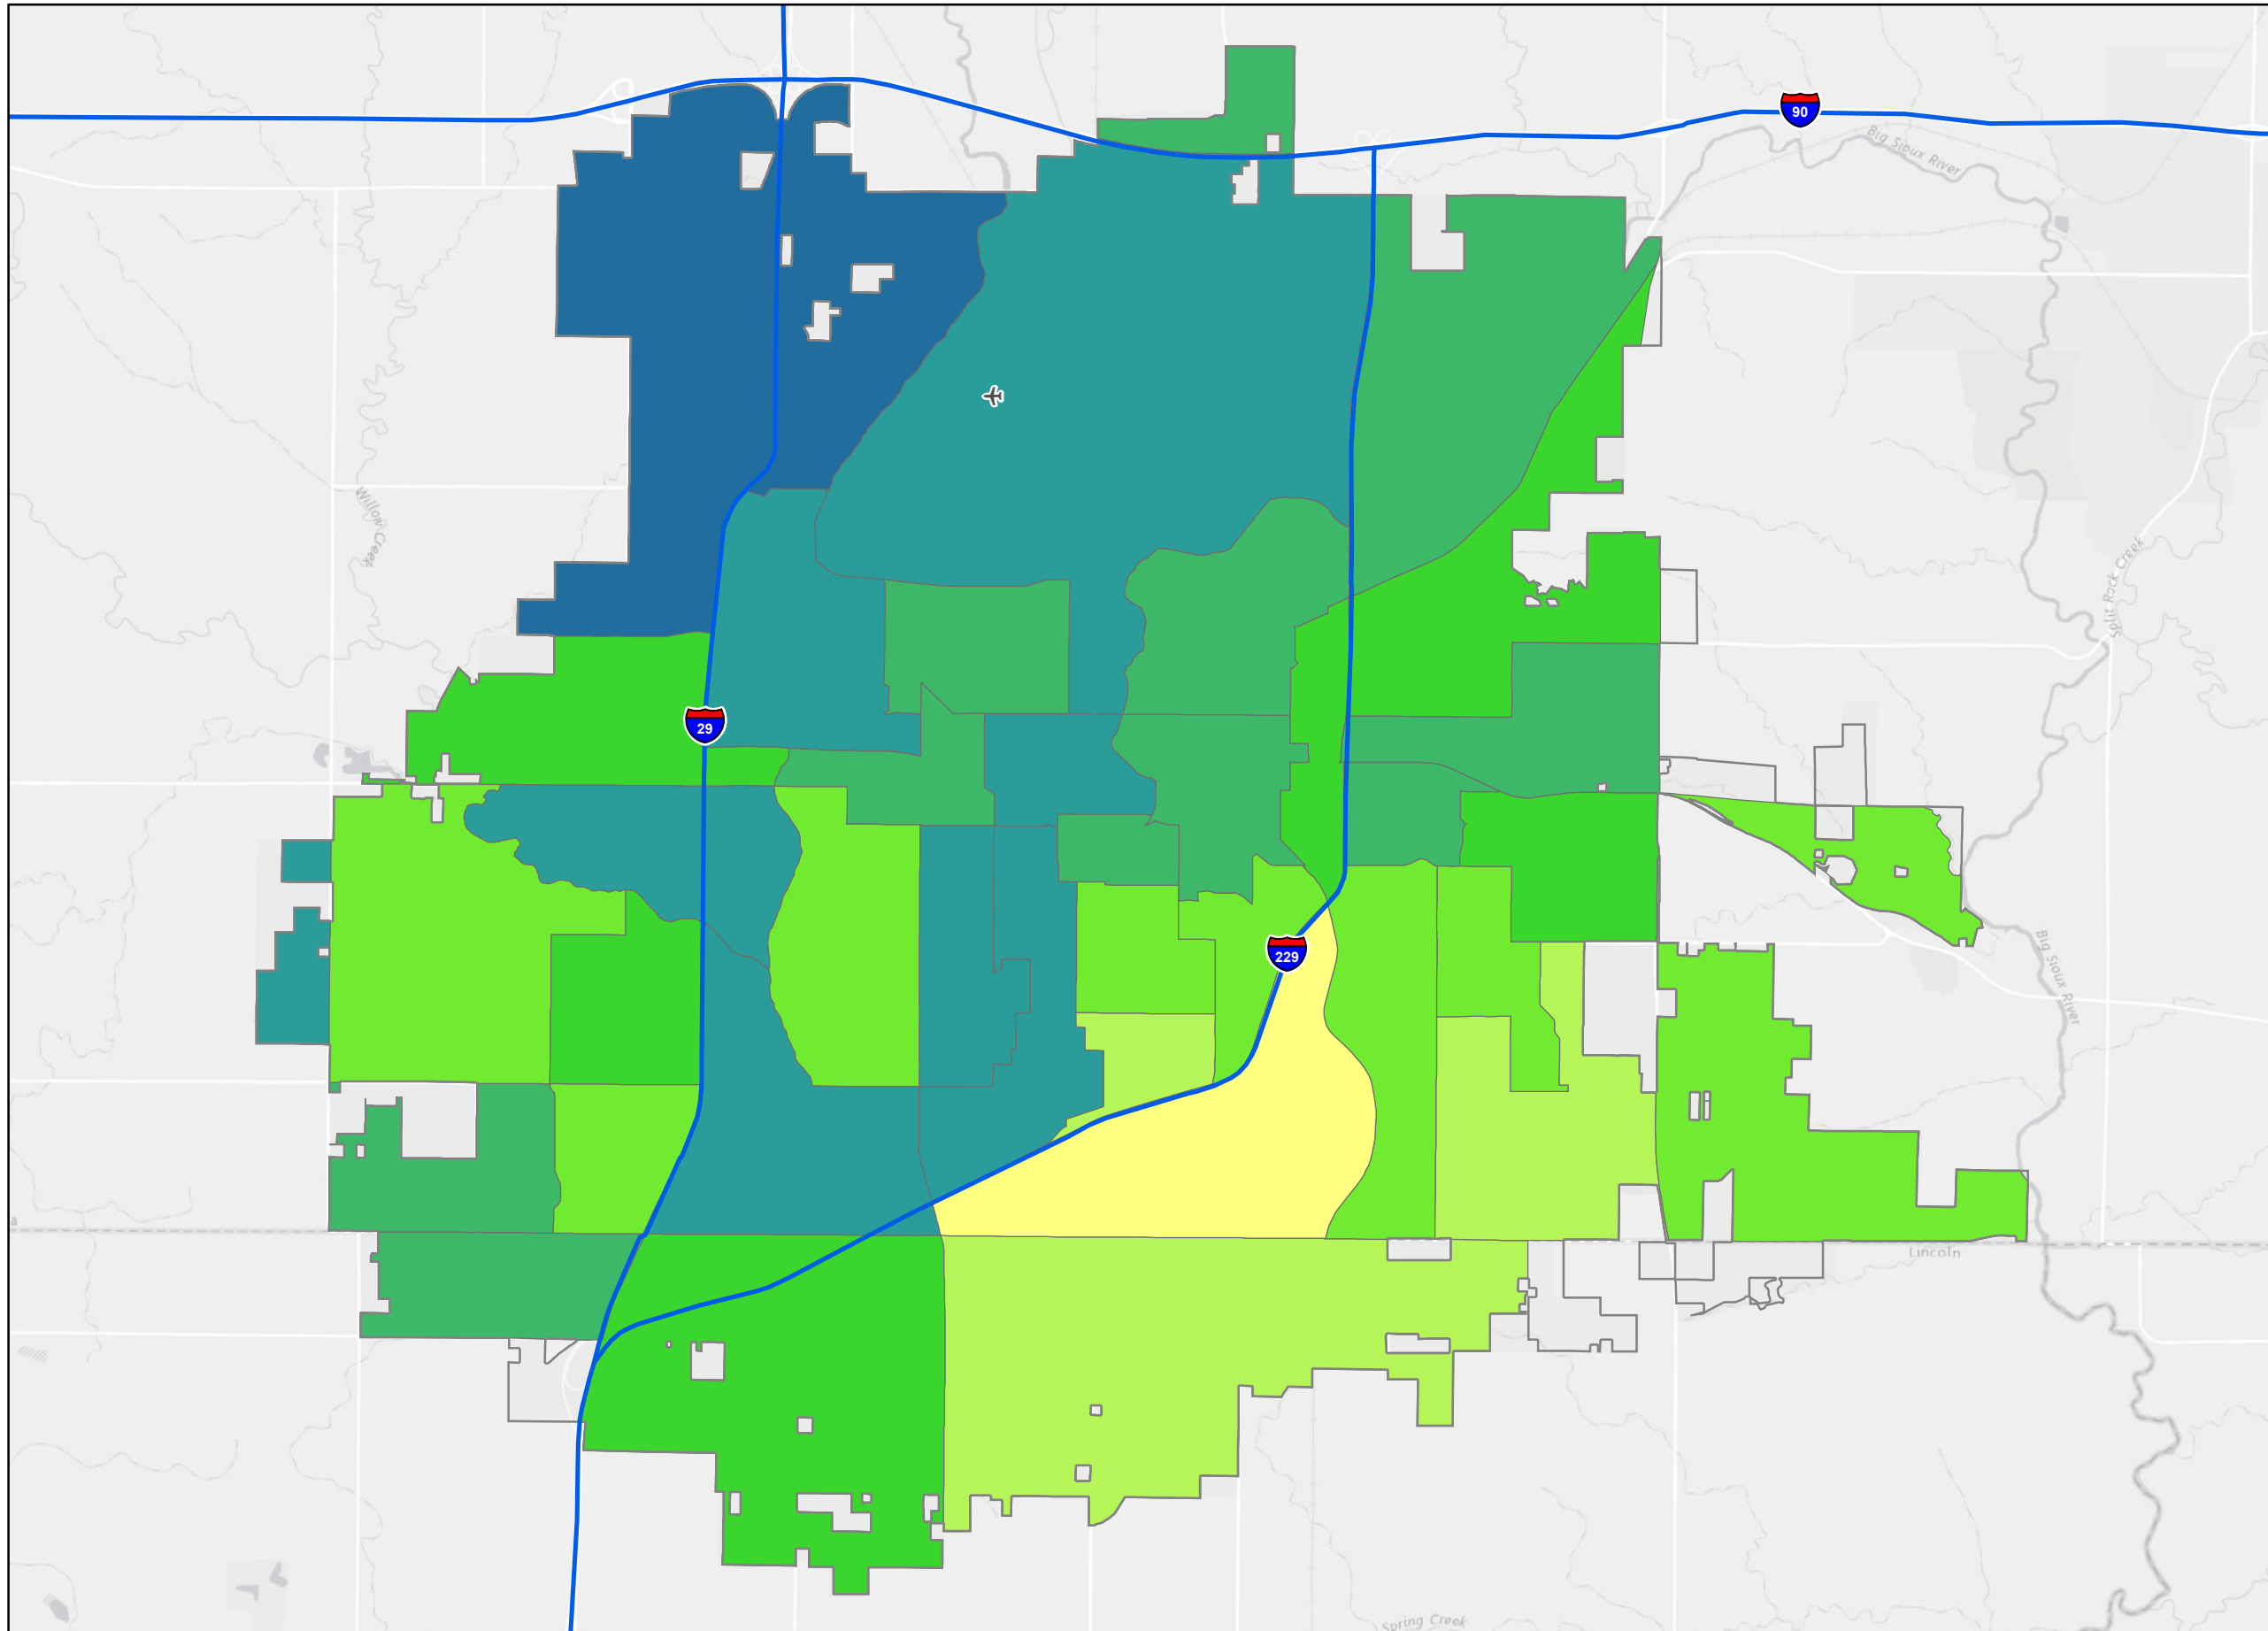 90
Big Sioux River
Willow Creek
Split Rock Creek
29
229
Big Sioux River
a
Lincoln
Spring Creek